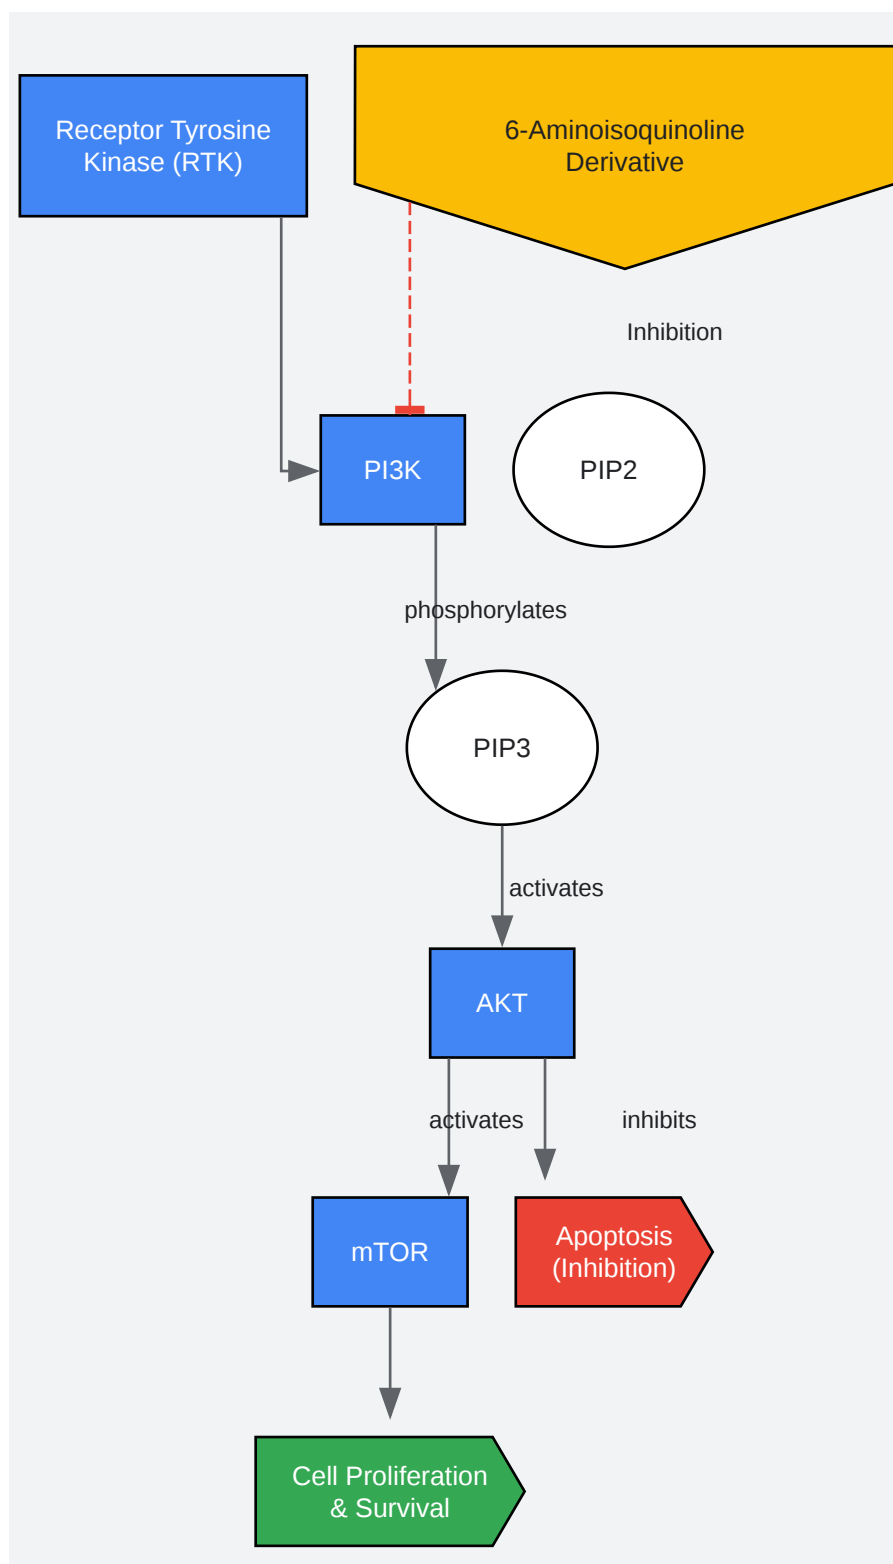 Receptor Tyrosine
Kinase (RTK)
6-Aminoisoquinoline
Derivative
Inhibition
PI3K
PIP2
phosphorylates
PIP3
activates
AKT
activates
inhibits
mTOR
Apoptosis
(Inhibition)
Cell Proliferation
& Survival